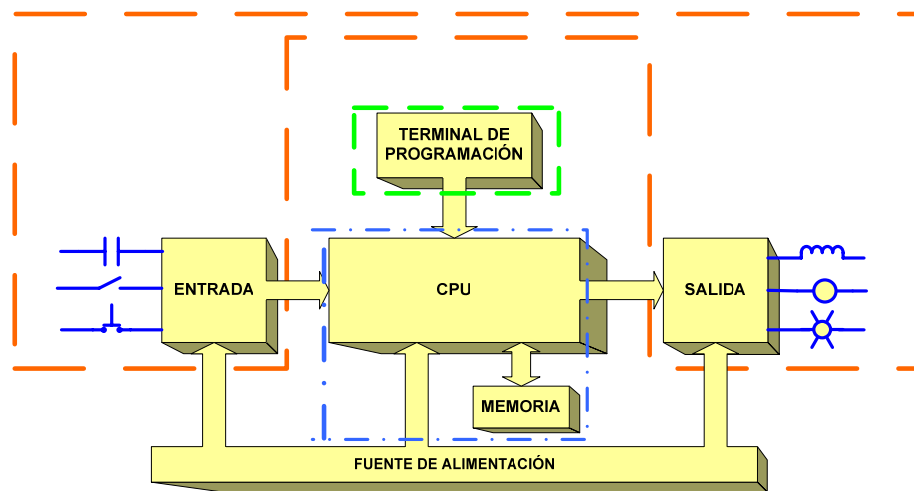 TERMINAL DE
PROGRAMACIÓN
ENTRADA
CPU
SALIDA
MEMORIA
FUENTE DE ALIMENTACIÓN